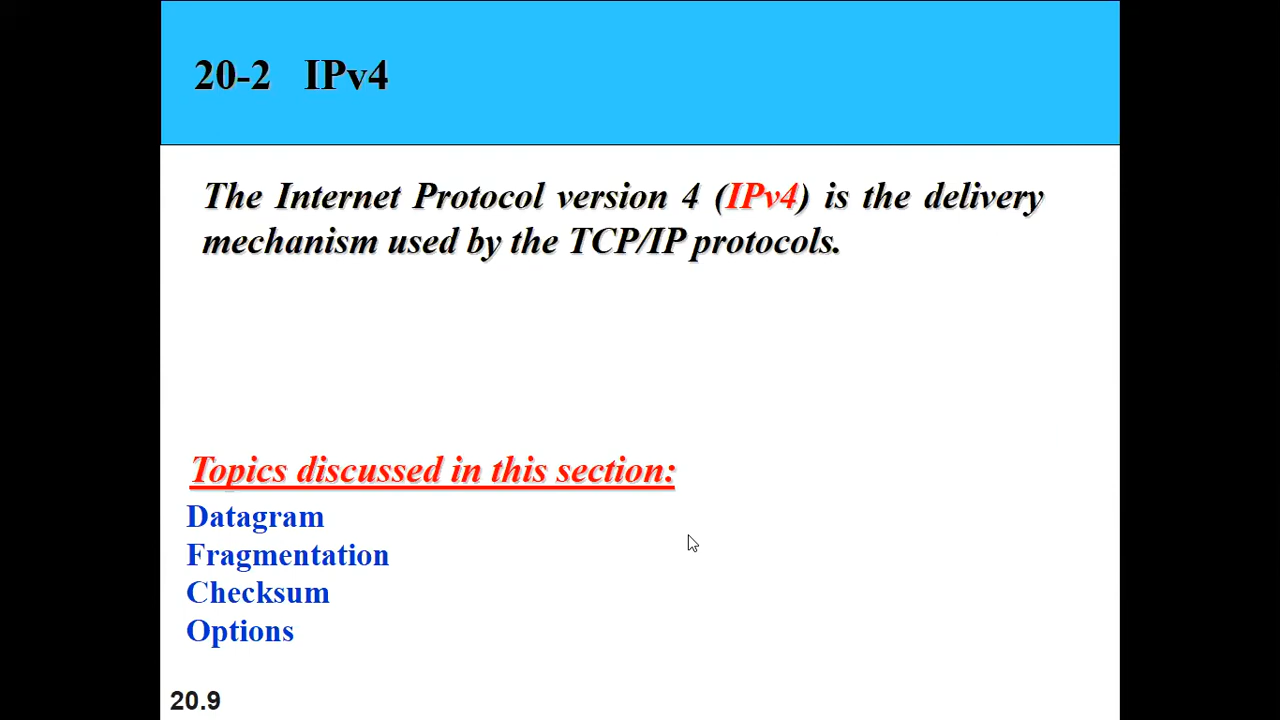 20-2 IPv4
The Internet Protocol version 4 (IPv4) is the delivery
mechanism used by the TCP/IP protocols.
Topics discussed in this section:
Datagram
Fragmentation
Checksum
Options
20.9